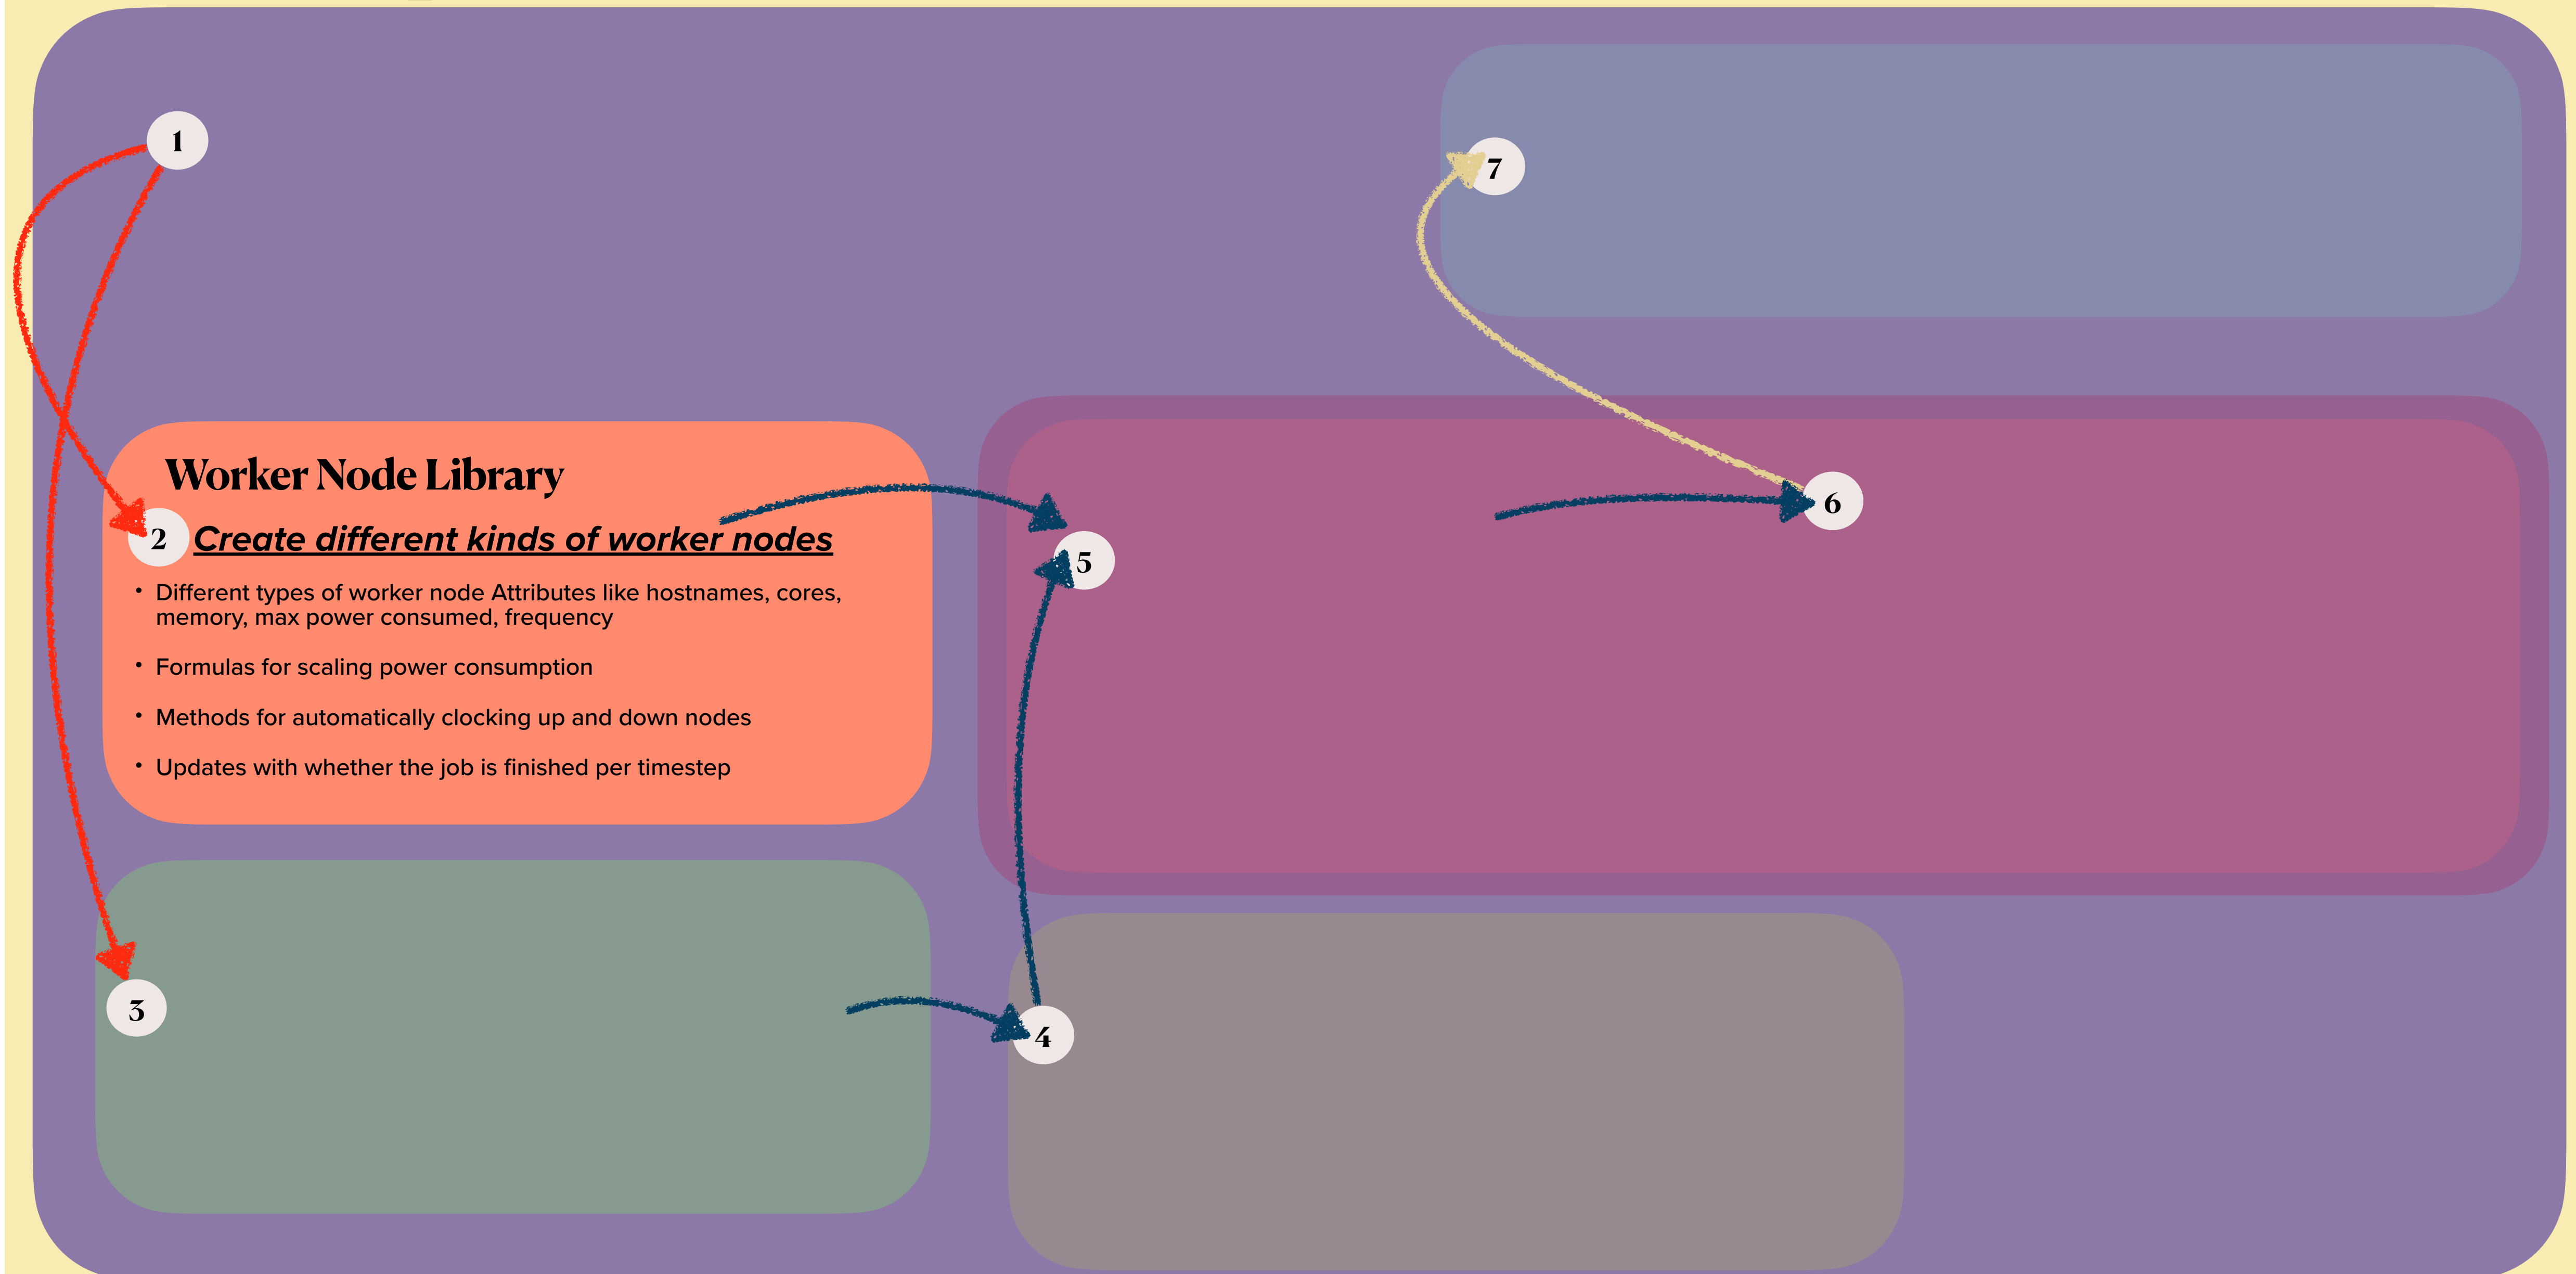 1
7
Worker Node Library
6
2 Create different kinds of worker nodes
5
• Different types of worker node Attributes like hostnames, cores,
memory, max power consumed, frequency
• Formulas for scaling power consumption
• Methods for automatically clocking up and down nodes
• Updates with whether the job is finished per timestep
3
4